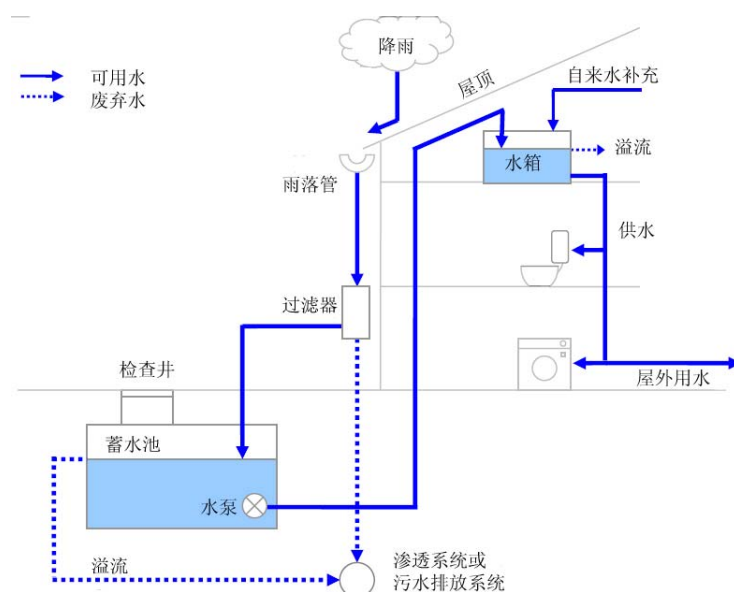 降雨
可用水
废弃水
屋顶
自来水补充
水箱
溢流
雨落管
供水
过滤器
检查井
屋外用水
蓄水池
水泵
溢流
渗透系统或
污水排放系统